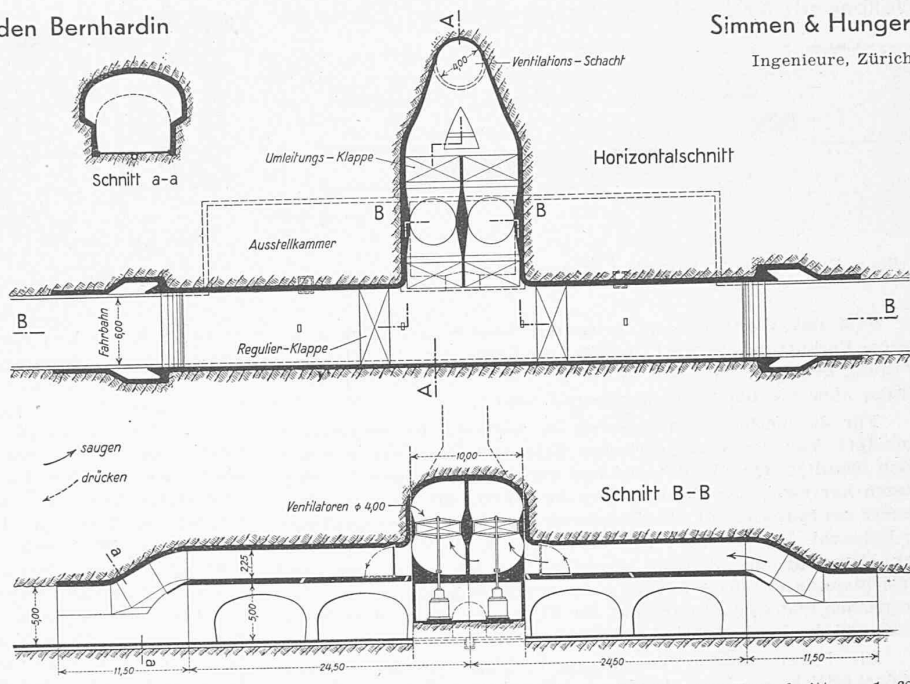 den Bernhardin
Simmen & Hunger
Ingenieure, Zürich
A
4,00
Ventilations-Schacht
Umleitungs-Klappe
Horizontalschnitt
Schnitt a-a
B
B
Ausstellkammer
B
Fahrbahn
6,00
Regulier-Klappe
B
A
saugen
drücken
10,00
Ventilatoren φ 4,00
Schnitt B-B
a
2,25
5,00
5,00
a
11,50
24,50
24,50
11,50